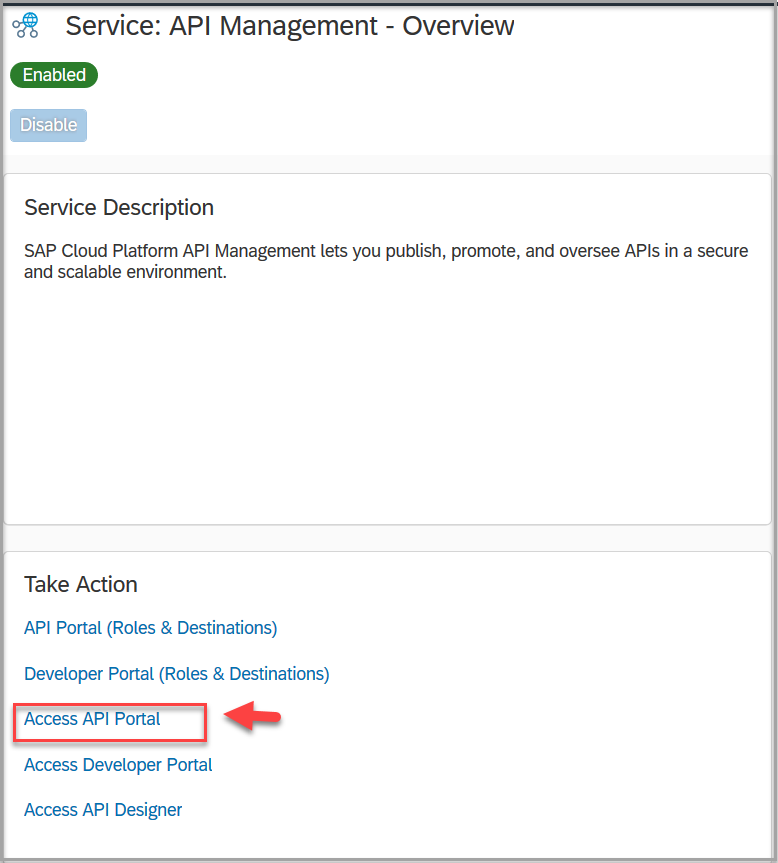 Service: API Management - Overview
Enabled
Disable
Service Description
SAP Cloud Platform API Management lets you publish, promote, and oversee APIs in a secure
and scalable environment.
Take Action
API Portal (Roles & Destinations)
Developer Portal (Roles & Destinations)
Access API Portal
Access Developer Portal
Access API Designer